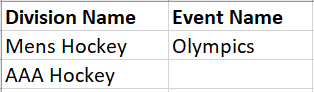 Division Name Event Name
Mens Hockey Olympics
AAA Hockey